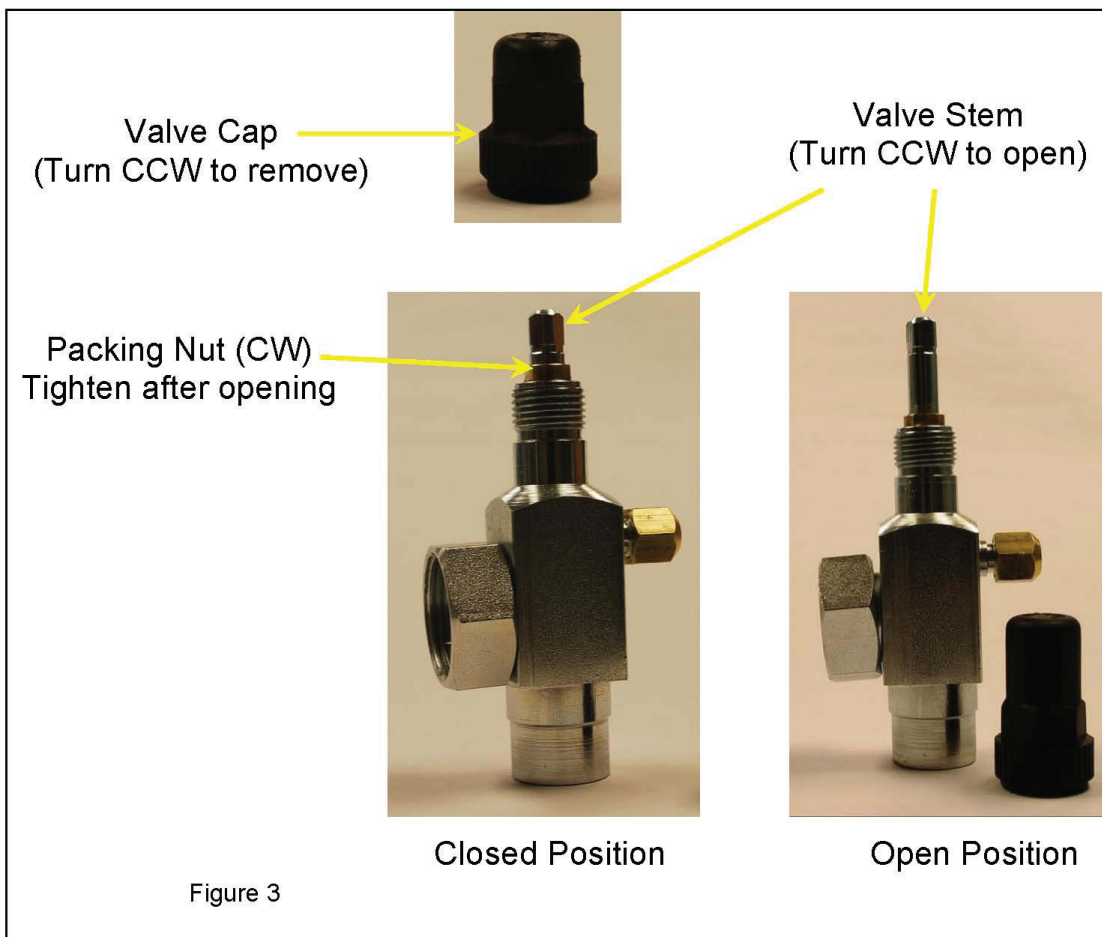 Valve Cap
(Turn CCW to remove)
Valve Stem
(Turn CCW to open)
Packing Nut (CW)
Tighten after opening
Closed Position
Open Position
Figure 3